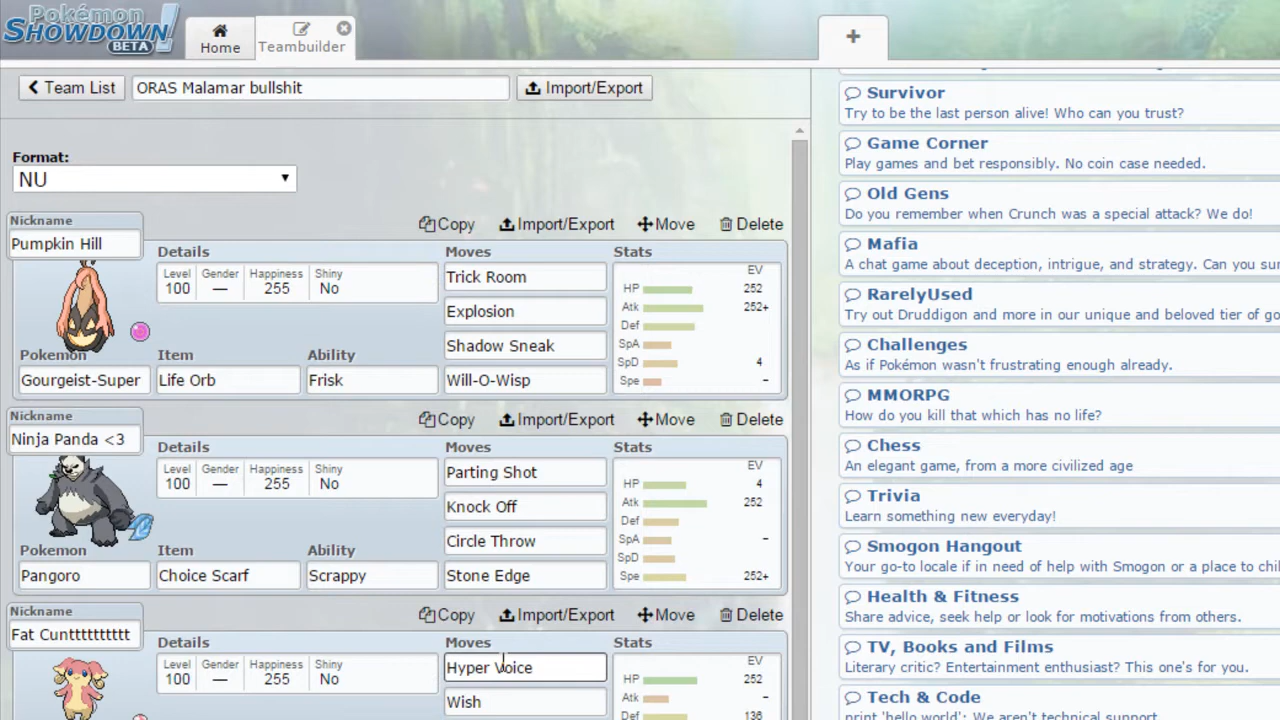 Pokémon
SHOWDOWN!
BETA
Home
Teambuilder
+
Team List
ORAS Malamar bullshit
Import/Export
Format:
NU
Nickname
Pumpkin Hill
Copy
Import/Export
Move
Delete
Details
Moves
Stats
Level
Gender
Happiness
Shiny
100
—
255
No
Trick Room
Explosion
Shadow Sneak
Will-O-Wisp
EV
HP 252
Atk 252+
Def
SpA
SpD 4
Spe –
Pokemon
Item
Ability
Gourgeist-Super
Life Orb
Frisk
Nickname
Ninja Panda <3
Copy
Import/Export
Move
Delete
Details
Moves
Stats
Level
Gender
Happiness
Shiny
100
—
255
No
Parting Shot
Knock Off
Circle Throw
Stone Edge
EV
HP 4
Atk 252
Def
SpA –
SpD
Spe 252+
Pokemon
Item
Ability
Pangoro
Choice Scarf
Scrappy
Nickname
Fat Cuntttttttttt
Copy
Import/Export
Move
Delete
Details
Moves
Stats
Level
Gender
Happiness
Shiny
100
—
255
No
Hyper Voice
Wish
EV
HP 252
Atk –
Def 136
Survivor
Try to be the last person alive! Who can you trust?
Game Corner
Play games and bet responsibly. No coin case needed.
Old Gens
Do you remember when Crunch was a special attack? We do!
Mafia
A chat game about deception, intrigue, and strategy. Can you sur
RarelyUsed
Try out Druddigon and more in our unique and beloved tier of go
Challenges
As if Pokémon wasn't frustrating enough already.
MMORPG
How do you kill that which has no life?
Chess
An elegant game, from a more civilized age
Trivia
Learn something new everyday!
Smogon Hangout
Your go-to locale if in need of help with Smogon or a place to chi
Health & Fitness
Share advice, seek help or look for motivations from others.
TV, Books and Films
Literary critic? Entertainment enthusiast? This one's for you.
Tech & Code
print 'hello world': We aren't technical support.